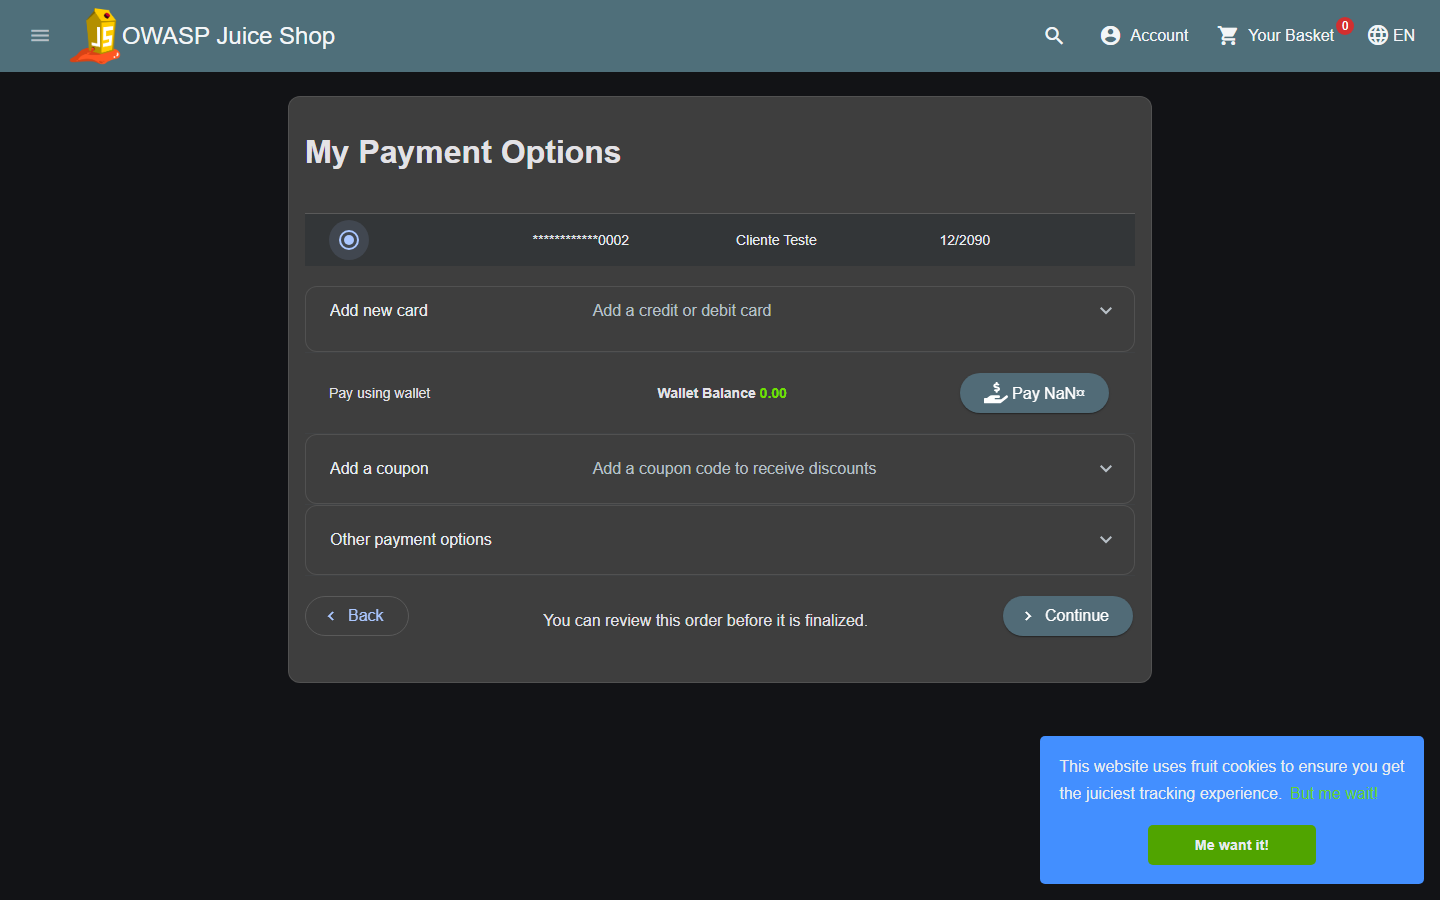 OWASP Juice Shop
Account
Your Basket
0
EN
My Payment Options
************0002 Cliente Teste 12/2090
Add new card Add a credit or debit card
Pay using wallet Wallet Balance 0.00 Pay NaN¤
Add a coupon Add a coupon code to receive discounts
Other payment options
Back You can review this order before it is finalized. Continue
This website uses fruit cookies to ensure you get
the juiciest tracking experience. But me wait!
Me want it!